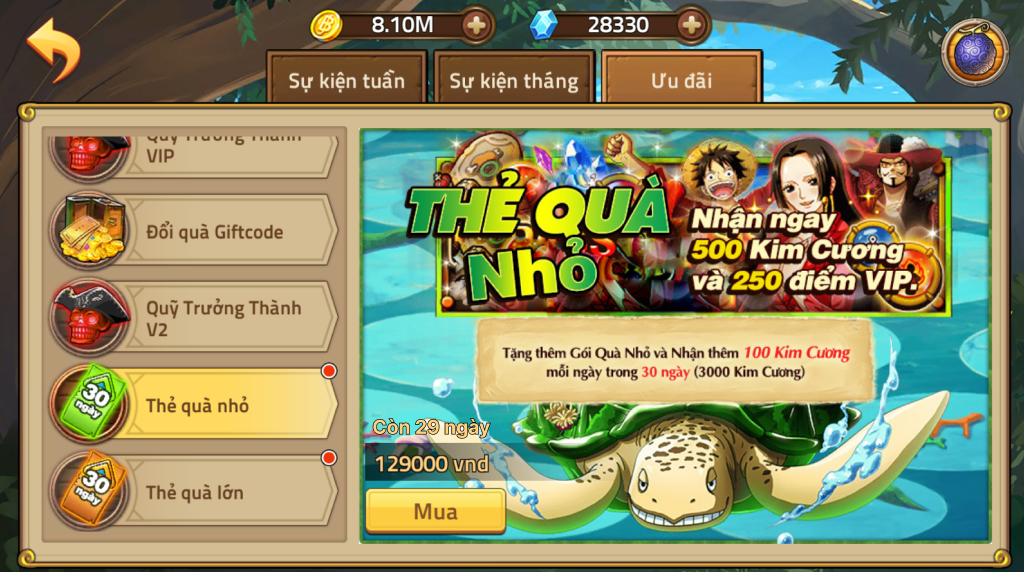 8.10M
28330
Sự kiện tuần
Sự kiện tháng
Ưu đãi
Quỹ Trưởng Thành
VIP
Đổi quà Giftcode
Quỹ Trưởng Thành
V2
30
ngày
Thẻ quà nhỏ
30
ngày
Thẻ quà lớn
THẺ QUÀ
NHỎ
Nhận ngay
500 Kim Cương
và 250 điểm VIP.
Tặng thêm Gói Quà Nhỏ và Nhận thêm 100 Kim Cương
mỗi ngày trong 30 ngày (3000 Kim Cương)
Còn 29 ngày
129000 vnd
Mua